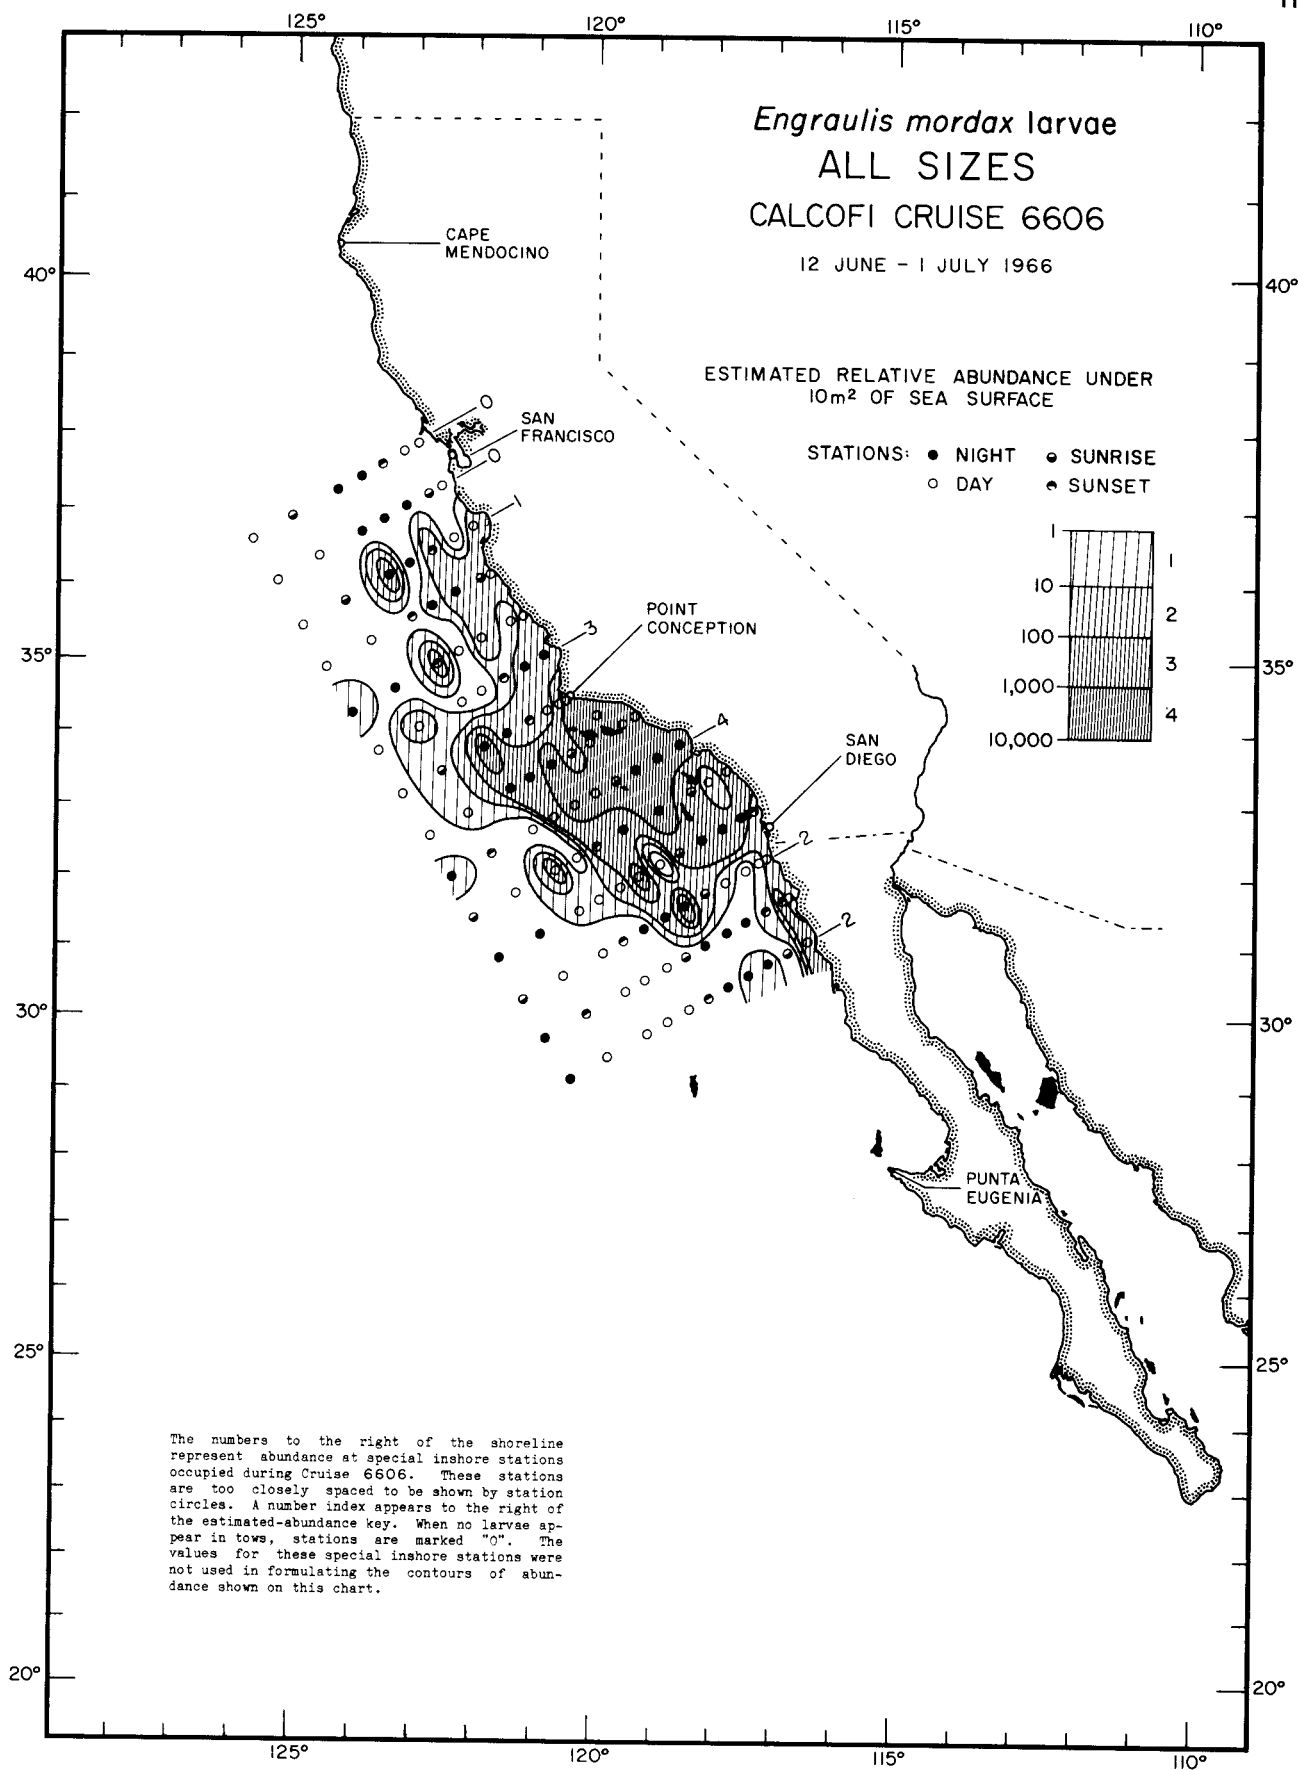 125°
120°
115°
110°
Engraulis mordax larvae
ALL SIZES
CALCOFI CRUISE 6606
12 JUNE – 1 JULY 1966
CAPE
MENDOCINO
40°
40°
ESTIMATED RELATIVE ABUNDANCE UNDER
10m² OF SEA SURFACE
0
SAN
FRANCISCO
0
STATIONS: NIGHT SUNRISE
DAY SUNSET
1
1
10
100
1,000
10,000
1
2
3
4
POINT
CONCEPTION
3
35°
35°
4
SAN
DIEGO
2
2
30°
30°
PUNTA
EUGENIA
25°
25°
The numbers to the right of the shoreline
represent abundance at special inshore stations
occupied during Cruise 6606. These stations
are too closely spaced to be shown by station
circles. A number index appears to the right of
the estimated-abundance key. When no larvae ap-
pear in tows, stations are marked "0". The
values for these special inshore stations were
not used in formulating the contours of abun-
dance shown on this chart.
20°
20°
125°
120°
115°
110°